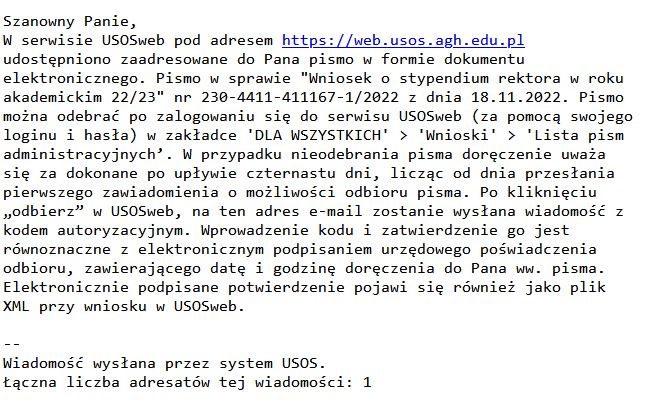 Szanowny Panie,
W serwisie USOSweb pod adresem https://web.usos.agh.edu.pl
udostępniono zaadresowane do Pana pismo w formie dokumentu
elektronicznego. Pismo w sprawie "Wniosek o stypendium rektora w roku
akademickim 22/23" nr 230-4411-411167-1/2022 z dnia 18.11.2022. Pismo
można odebrać po zalogowaniu się do serwisu USOSweb (za pomocą swojego
loginu i hasła) w zakładce 'DLA WSZYSTKICH' > 'Wnioski' > 'Lista pism
administracyjnych’. W przypadku nieodebrania pisma doręczenie uważa
się za dokonane po upływie czternastu dni, licząc od dnia przesłania
pierwszego zawiadomienia o możliwości odbioru pisma. Po kliknięciu
„odbierz” w USOSweb, na ten adres e-mail zostanie wysłana wiadomość z
kodem autoryzacyjnym. Wprowadzenie kodu i zatwierdzenie go jest
równoznaczne z elektronicznym podpisaniem urzędowego poświadczenia
odbioru, zawierającego datę i godzinę doręczenia do Pana ww. pisma.
Elektronicznie podpisane potwierdzenie pojawi się również jako plik
XML przy wniosku w USOSweb.
--
Wiadomość wysłana przez system USOS.
Łączna liczba adresatów tej wiadomości: 1